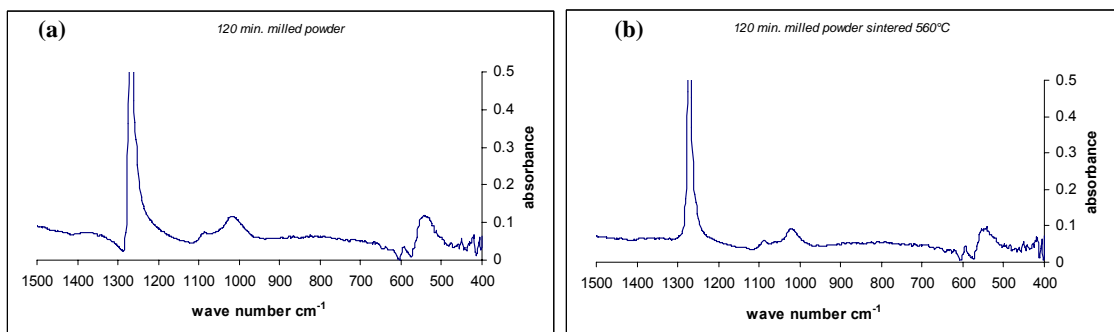 (a)
120 min. milled powder
0.5
0.4
0.3
0.2
0.1
0
absorbance
1500 1400 1300 1200 1100 1000 900 800 700 600 500 400
wave number cm-1
(b)
120 min. milled powder sintered 560°C
0.5
0.4
0.3
0.2
0.1
0
absorbance
1500 1400 1300 1200 1100 1000 900 800 700 600 500 400
wave number cm-1